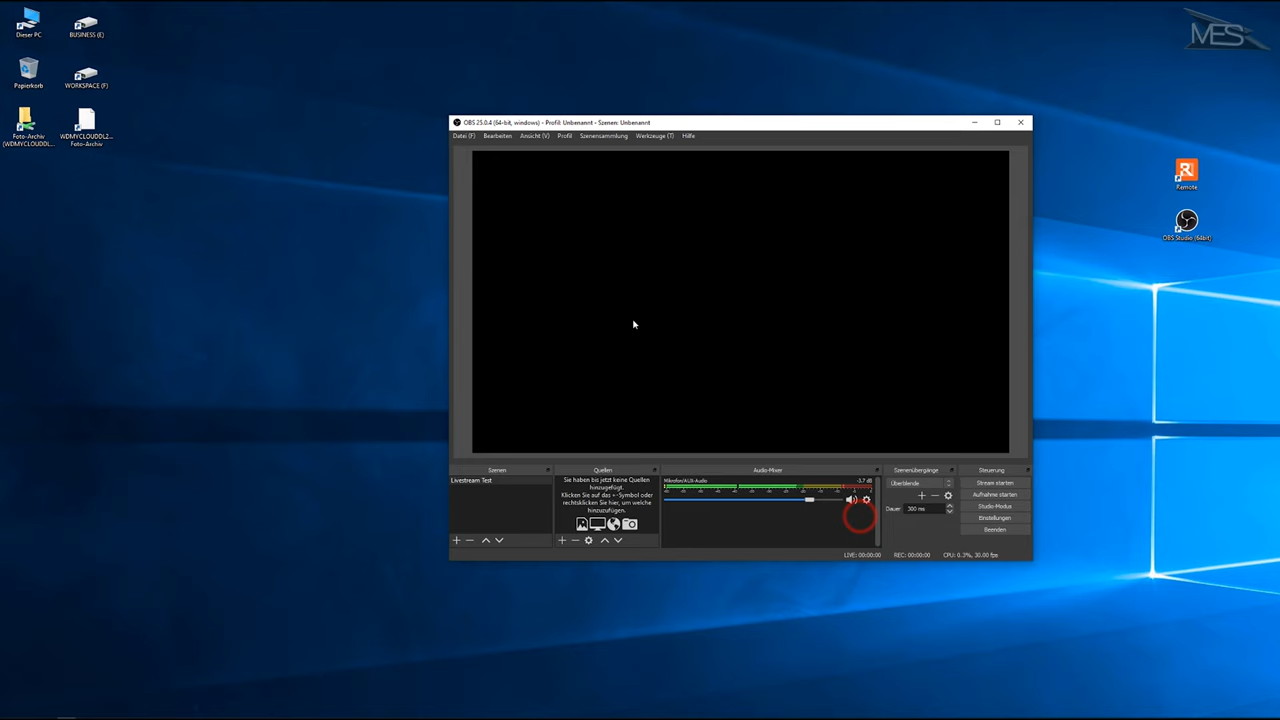 Dieser PC
BUSINESS (E)
Papierkorb
WORKSPACE (F)
Foto-Archiv
(WDMYCLOUDDL...
WDMYCLOUDDL2...
Foto-Archiv
MES
Remote
OBS Studio (64bit)
OBS 25.0.4 (64-bit, windows) - Profil: Unbenannt - Szenen: Unbenannt
Datei (F) Bearbeiten Ansicht (V) Profil Szenensammlung Werkzeuge (T) Hilfe
Szenen
Livestream Test
Quellen
Sie haben bis jetzt keine Quellen
hinzugefügt.
Klicken Sie auf das +-Symbol oder
rechtsklicken Sie hier, um welche
hinzuzufügen.
Audio-Mixer
Mikrofon/AUX-Audio -3.7 dB
Szenenübergänge
Überblende
Dauer 300 ms
Steuerung
Stream starten
Aufnahme starten
Studio-Modus
Einstellungen
Beenden
LIVE: 00:00:00 REC: 00:00:00 CPU: 0.3%, 30.00 fps